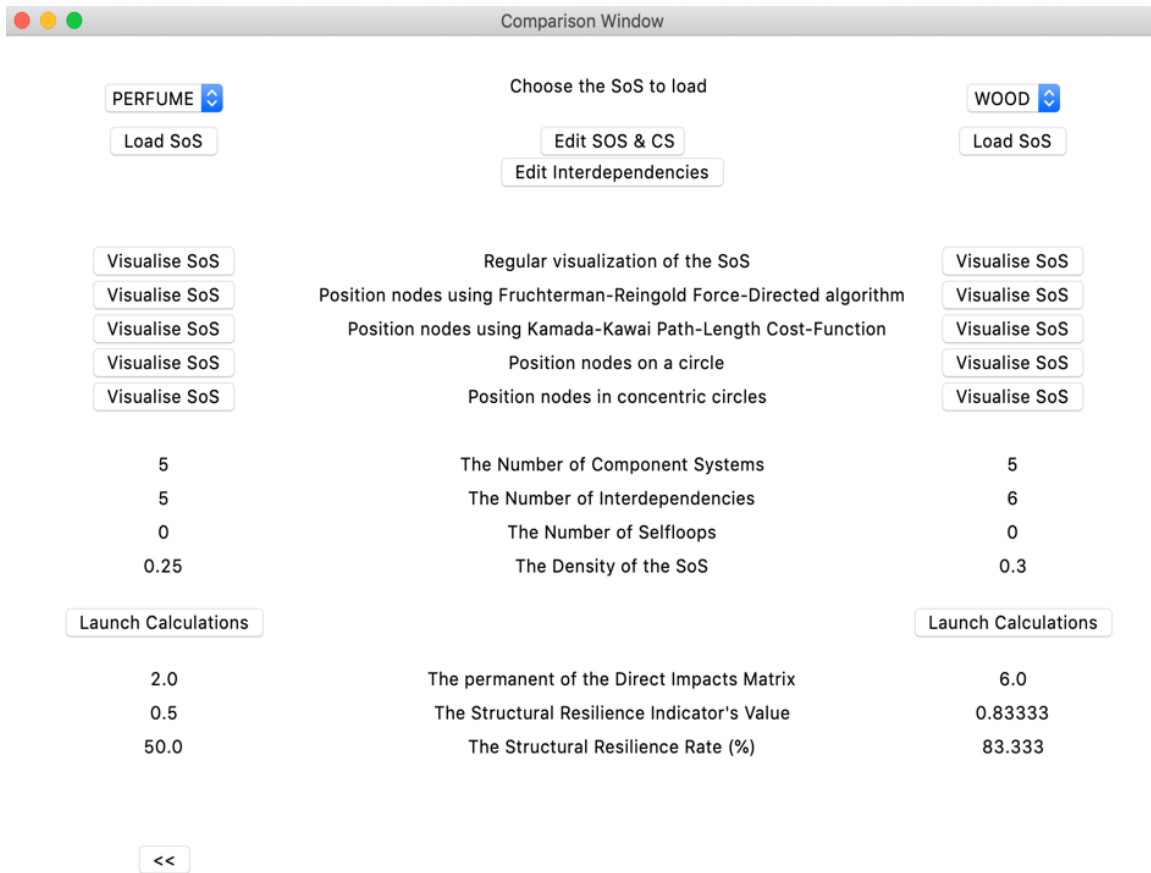 Comparison Window
PERFUME Choose the SoS to load WOOD
Load SoS Edit SOS & CS Load SoS
Edit Interdependencies
Visualise SoS Regular visualization of the SoS Visualise SoS
Visualise SoS Position nodes using Fruchterman-Reingold Force-Directed algorithm Visualise SoS
Visualise SoS Position nodes using Kamada-Kawai Path-Length Cost-Function Visualise SoS
Visualise SoS Position nodes on a circle Visualise SoS
Visualise SoS Position nodes in concentric circles Visualise SoS
5 The Number of Component Systems 5
5 The Number of Interdependencies 6
0 The Number of Selfloops 0
0.25 The Density of the SoS 0.3
Launch Calculations Launch Calculations
2.0 The permanent of the Direct Impacts Matrix 6.0
0.5 The Structural Resilience Indicator's Value 0.83333
50.0 The Structural Resilience Rate (%) 83.333
<<